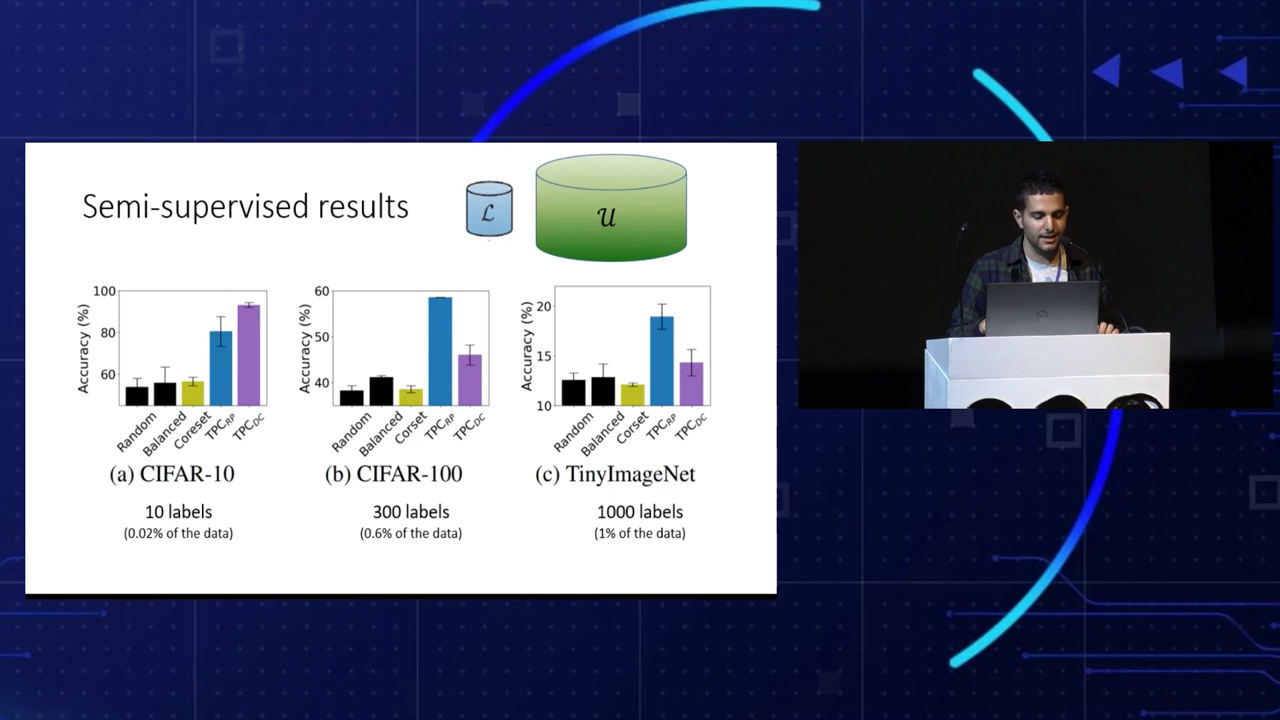 Semi-supervised results
ℒ
𝒰
Accuracy (%)
100
80
60
Random
Balanced
Coreset
TPC_RP
TPC_DC
(a) CIFAR-10
10 labels
(0.02% of the data)
Accuracy (%)
60
50
40
Random
Balanced
Corset
TPC_RP
TPC_DC
(b) CIFAR-100
300 labels
(0.6% of the data)
Accuracy (%)
20
15
10
Random
Balanced
Corset
TPC_RP
TPC_DC
(c) TinyImageNet
1000 labels
(1% of the data)